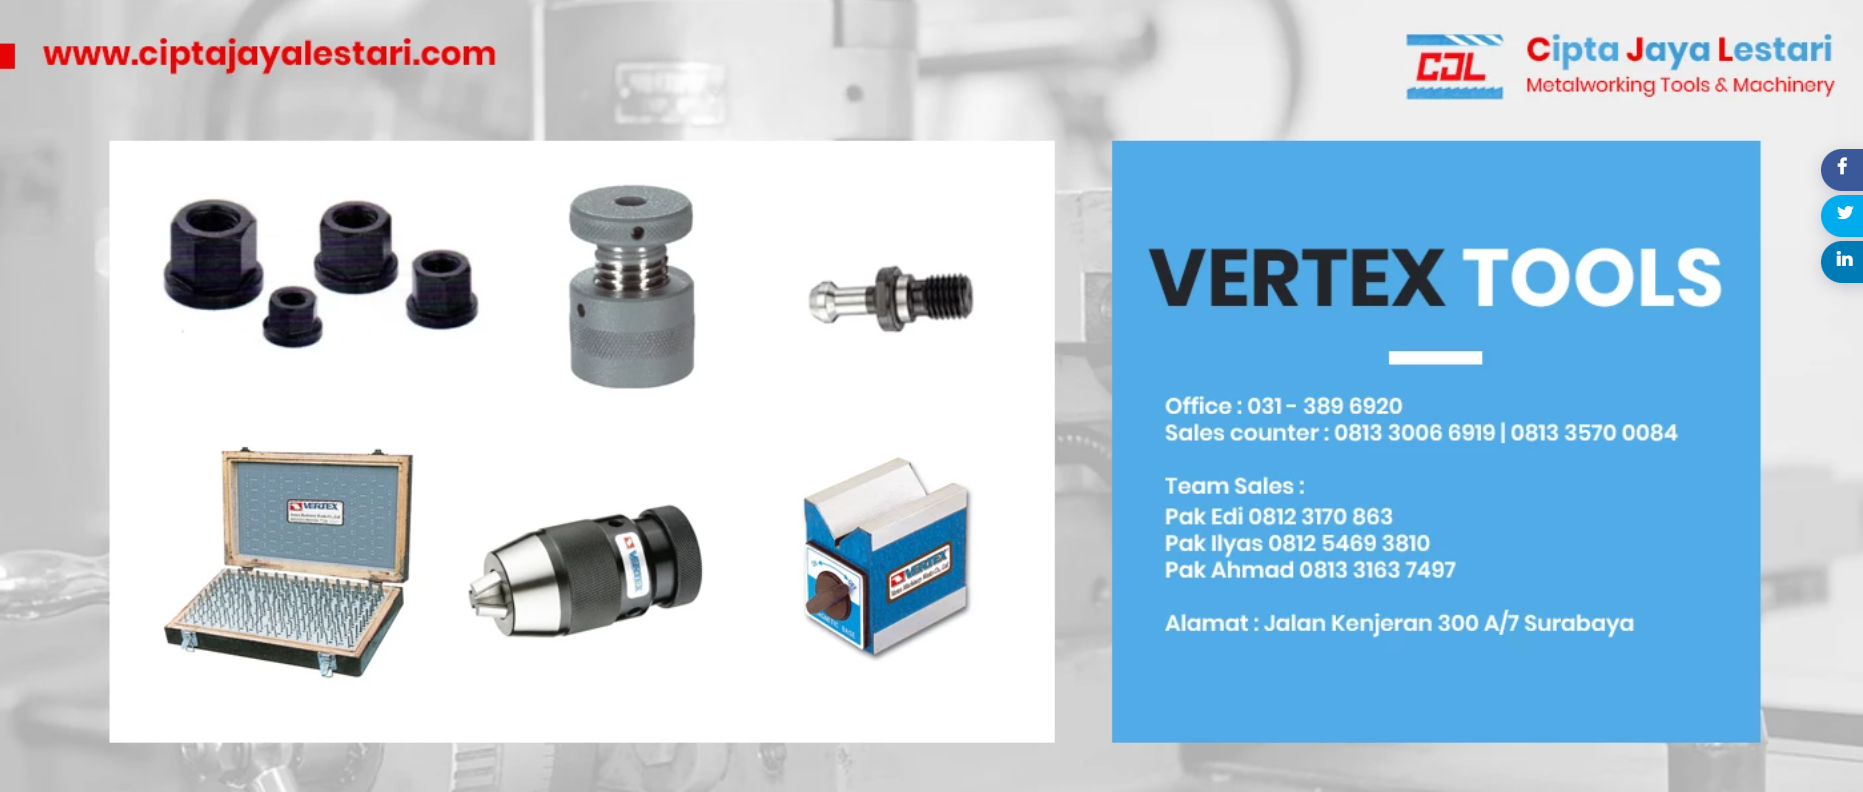 www.ciptajayalestari.com
CJL
Cipta Jaya Lestari
Metalworking Tools & Machinery
VERTEX
VERTEX
VERTEX
VERTEX
VERTEX TOOLS
Office : 031 - 389 6920
Sales counter : 0813 3006 6919 | 0813 3570 0084
Team Sales :
Pak Edi 0812 3170 863
Pak Ilyas 0812 5469 3810
Pak Ahmad 0813 3163 7497
Alamat : Jalan Kenjeran 300 A/7 Surabaya
f
in